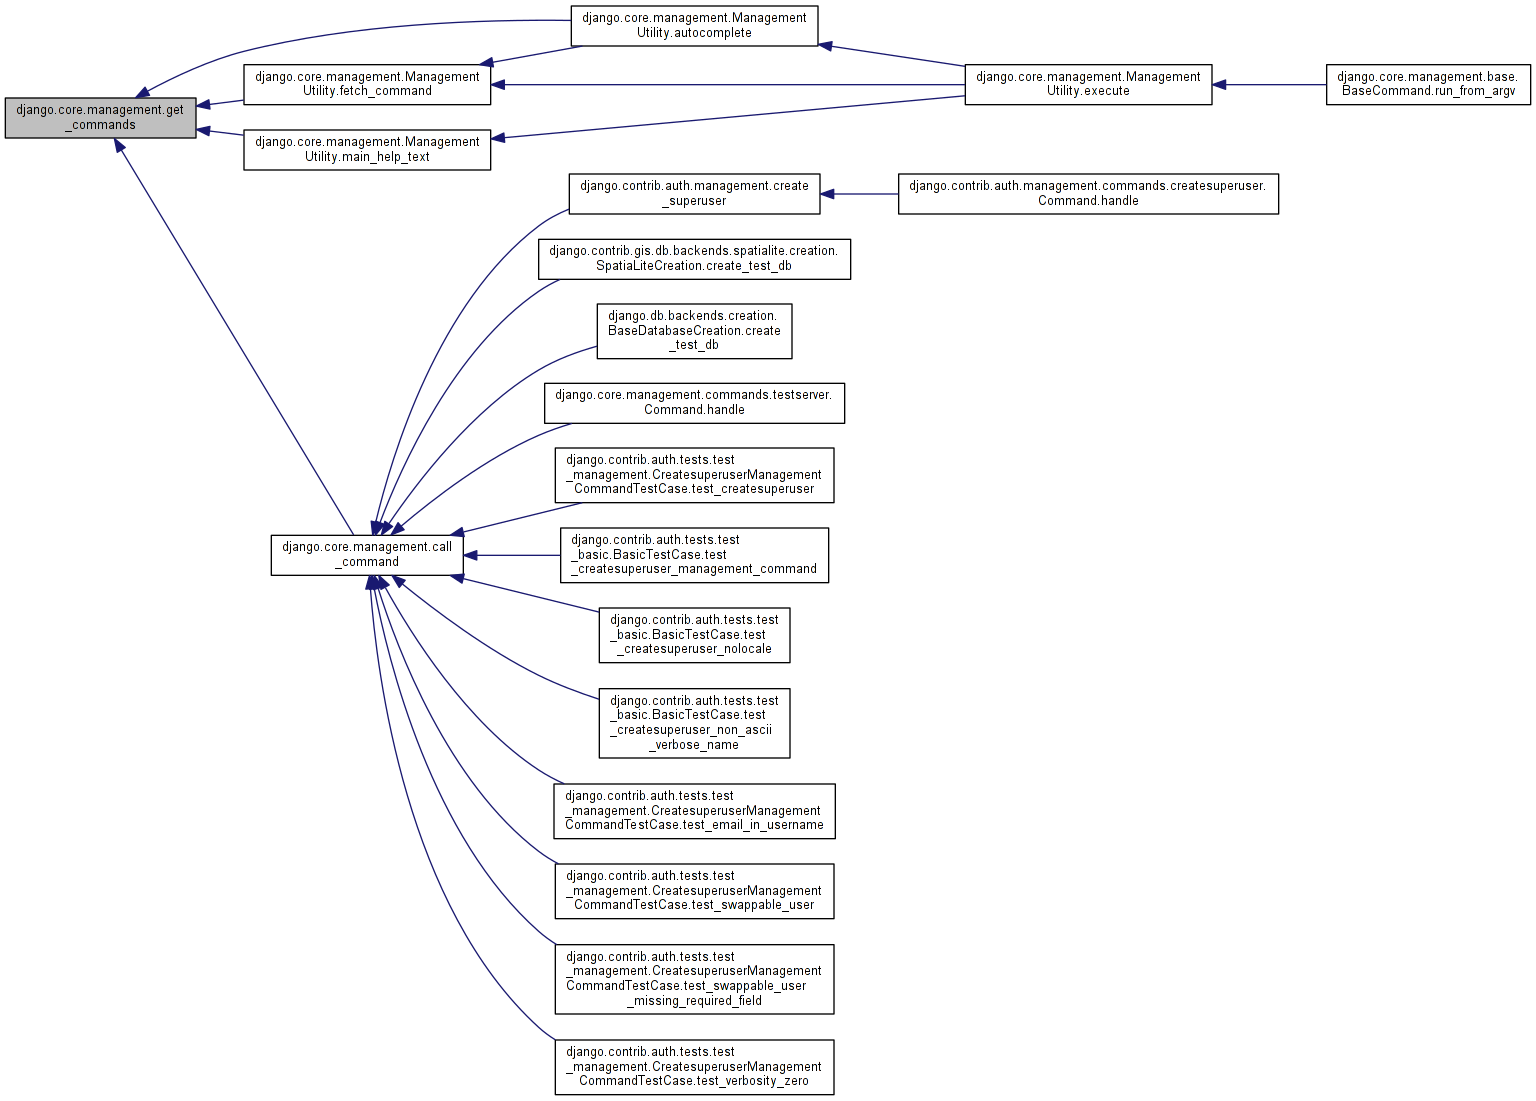 django.core.management.Management
Utility.autocomplete
django.core.management.Management
Utility.fetch_command
django.core.management.Management
Utility.execute
django.core.management.base.
BaseCommand.run_from_argv
django.core.management.get
_commands
django.core.management.Management
Utility.main_help_text
django.contrib.auth.management.create
_superuser
django.contrib.auth.management.commands.createsuperuser.
Command.handle
django.contrib.gis.db.backends.spatialite.creation.
SpatiaLiteCreation.create_test_db
django.db.backends.creation.
BaseDatabaseCreation.create
_test_db
django.core.management.commands.testserver.
Command.handle
django.contrib.auth.tests.test
_management.CreatesuperuserManagement
CommandTestCase.test_createsuperuser
django.core.management.call
_command
django.contrib.auth.tests.test
_basic.BasicTestCase.test
_createsuperuser_management_command
django.contrib.auth.tests.test
_basic.BasicTestCase.test
_createsuperuser_nolocale
django.contrib.auth.tests.test
_basic.BasicTestCase.test
_createsuperuser_non_ascii
_verbose_name
django.contrib.auth.tests.test
_management.CreatesuperuserManagement
CommandTestCase.test_email_in_username
django.contrib.auth.tests.test
_management.CreatesuperuserManagement
CommandTestCase.test_swappable_user
django.contrib.auth.tests.test
_management.CreatesuperuserManagement
CommandTestCase.test_swappable_user
_missing_required_field
django.contrib.auth.tests.test
_management.CreatesuperuserManagement
CommandTestCase.test_verbosity_zero